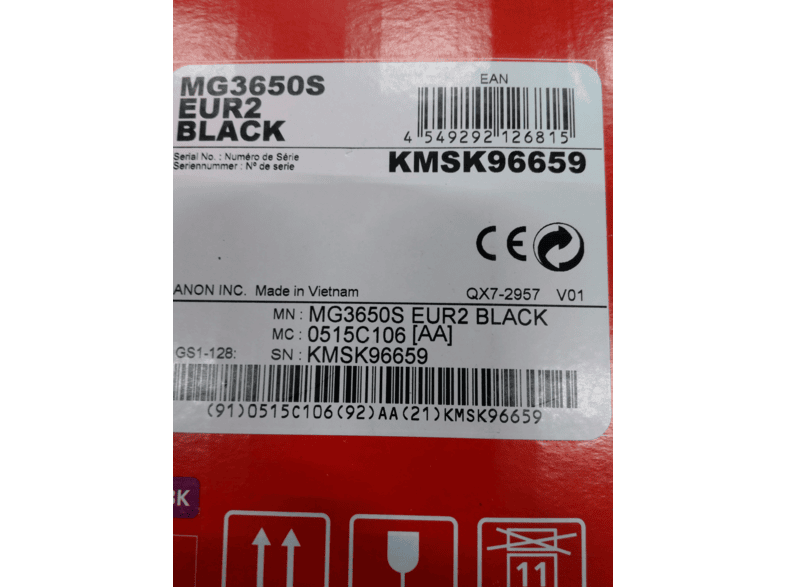 MG3650S
EUR2
BLACK
EAN
4 549292 126815
Serial No. : Numéro de Série
Seriennummer : Nº de serie
KMSK96659
CE
ANON INC. Made in Vietnam
QX7-2957 V01
MN : MG3650S EUR2 BLACK
MC : 0515C106 [AA]
GS1-128: SN : KMSK96659
(91)0515C106(92)AA(21)KMSK96659
BK
11